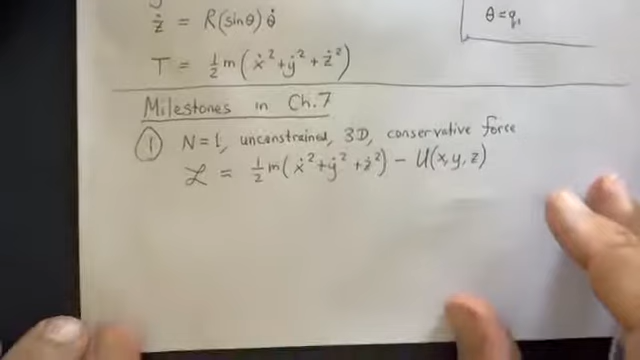 ż = R(sinθ) θ̇
θ = q₁
T = ½ m (ẋ² + ẏ² + ż²)
Milestones in Ch.7
① N=1, unconstrained, 3D, conservative force
ℒ = ½ m (ẋ² + ẏ² + ż²) − U(x, y, z)